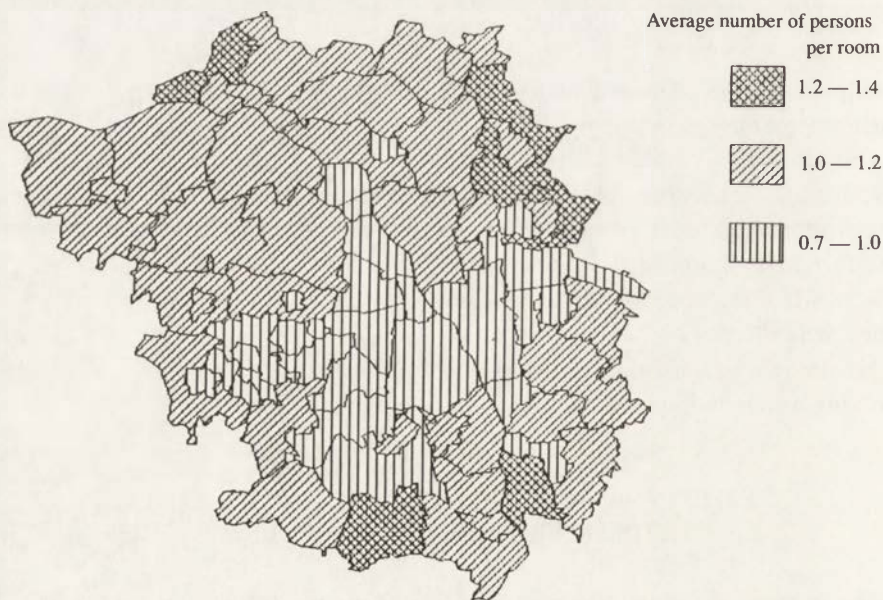 Average number of persons
per room
1.2 — 1.4
1.0 — 1.2
0.7 — 1.0